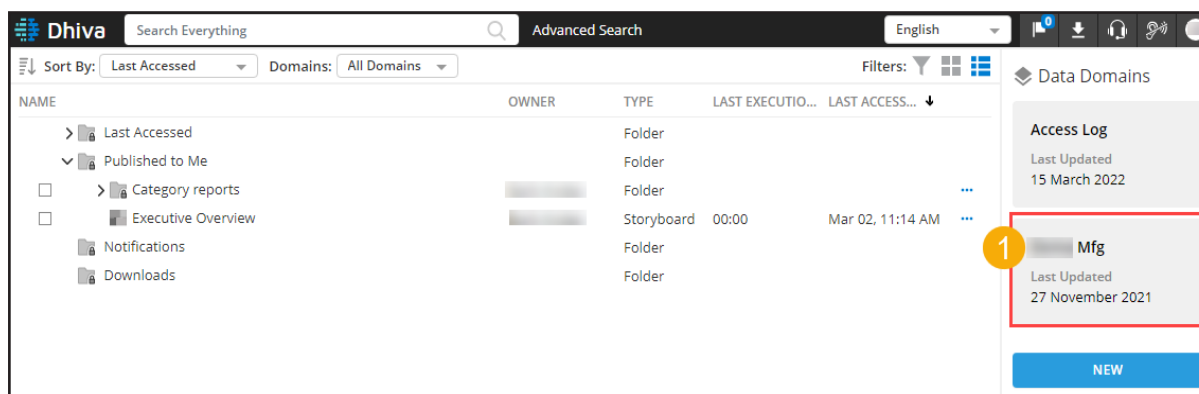 Dhiva Search Everything Advanced Search English 0
Sort By: Last Accessed Domains: All Domains Filters: Data Domains
NAME OWNER TYPE LAST EXECUTIO... LAST ACCESS...
Last Accessed Folder
Published to Me Folder
Category reports Folder ...
Executive Overview Storyboard 00:00 Mar 02, 11:14 AM ...
Notifications Folder
Downloads Folder
Access Log
Last Updated
15 March 2022
1 Mfg
Last Updated
27 November 2021
NEW